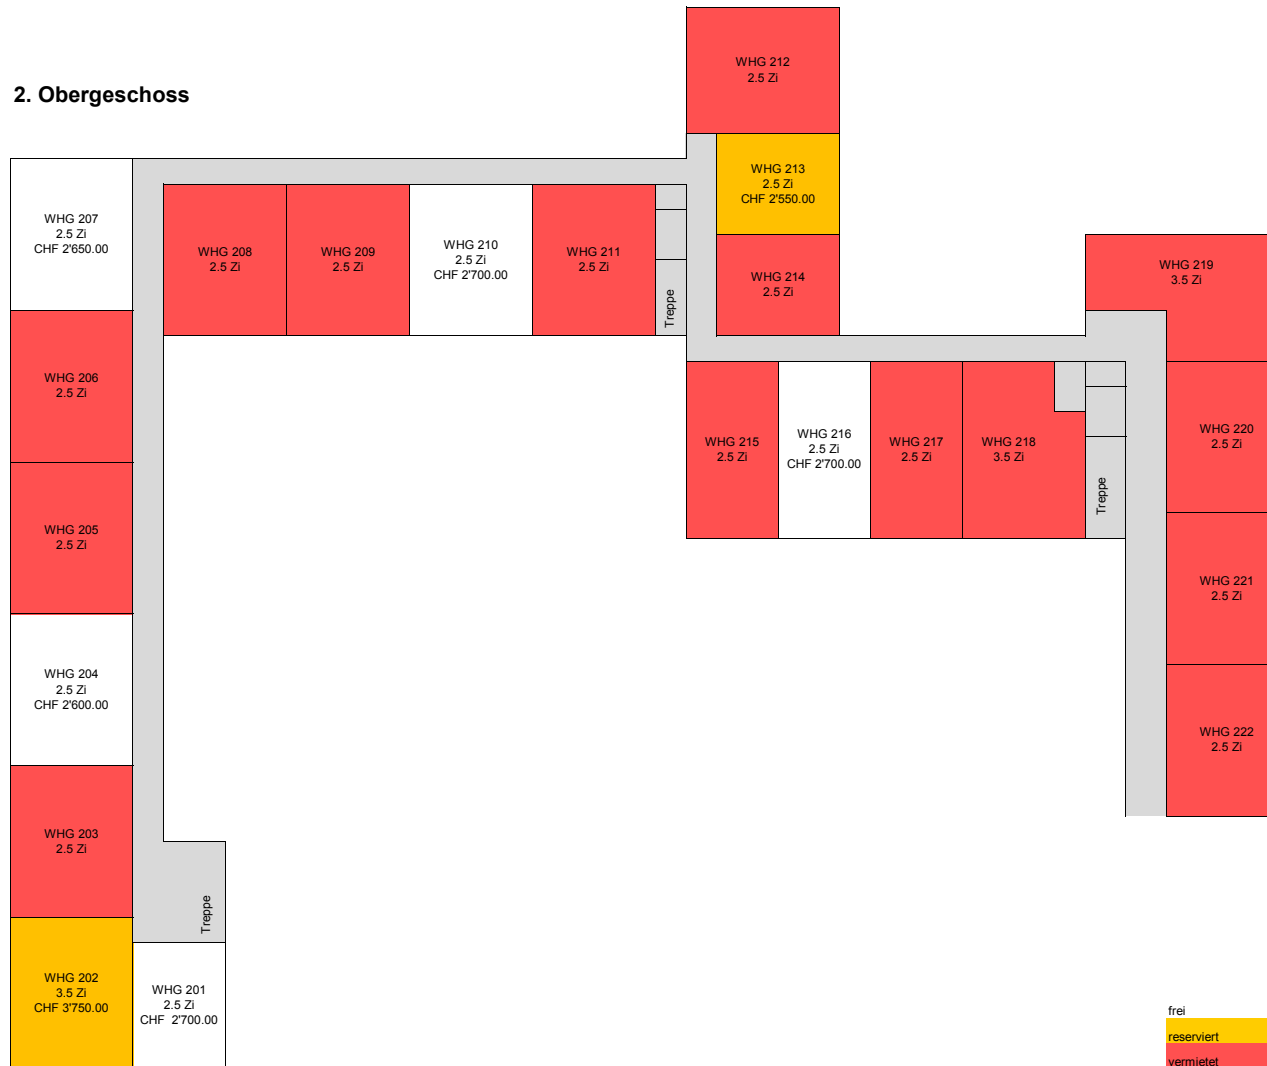 2. Obergeschoss
WHG 212
2.5 Zi
WHG 213
2.5 Zi
CHF 2'550.00
WHG 214
2.5 Zi
WHG 207
2.5 Zi
CHF 2'650.00
WHG 208
2.5 Zi
WHG 209
2.5 Zi
WHG 210
2.5 Zi
CHF 2'700.00
WHG 211
2.5 Zi
Treppe
WHG 219
3.5 Zi
WHG 206
2.5 Zi
WHG 215
2.5 Zi
WHG 216
2.5 Zi
CHF 2'700.00
WHG 217
2.5 Zi
WHG 218
3.5 Zi
Treppe
WHG 220
2.5 Zi
WHG 205
2.5 Zi
WHG 221
2.5 Zi
WHG 204
2.5 Zi
CHF 2'600.00
WHG 222
2.5 Zi
WHG 203
2.5 Zi
Treppe
WHG 202
3.5 Zi
CHF 3'750.00
WHG 201
2.5 Zi
CHF  2'700.00
frei
reserviert
vermietet